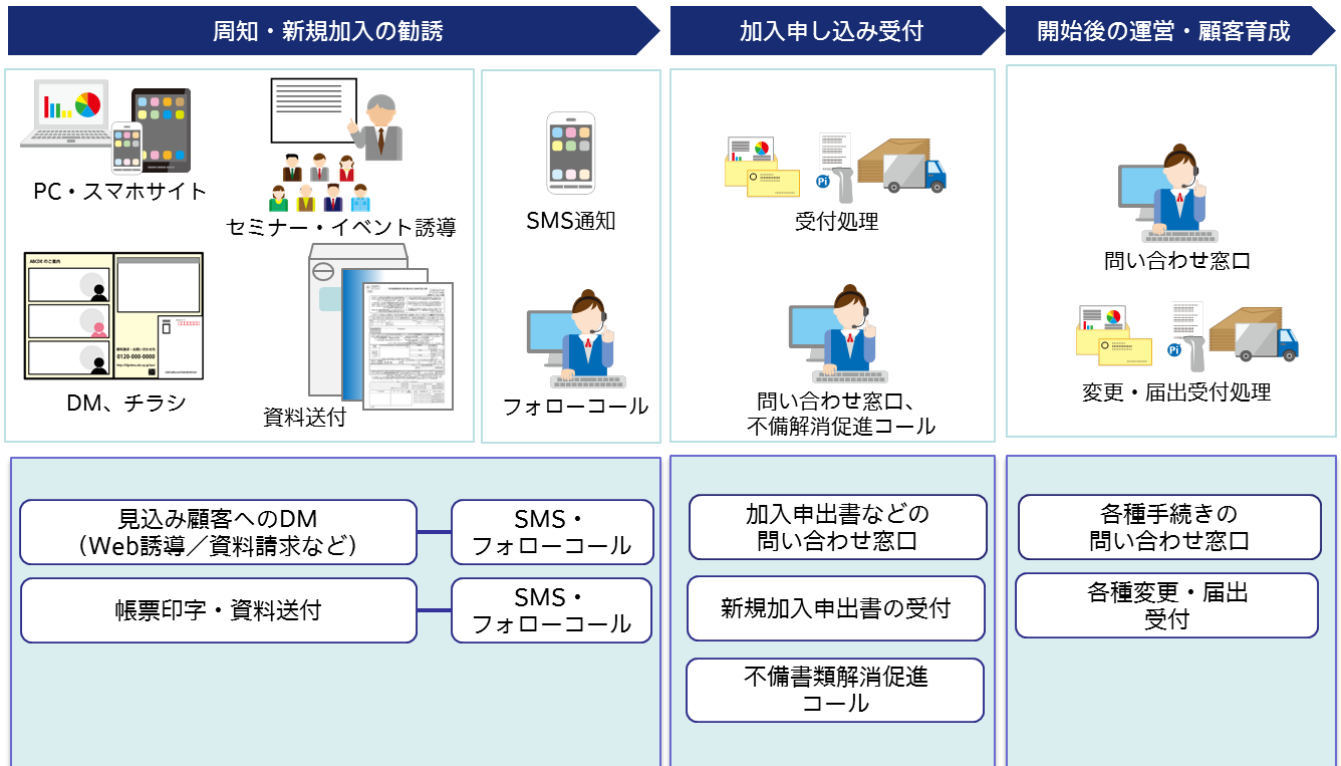 周知・新規加入の勧誘
加入申し込み受付
開始後の運営・顧客育成
PC・スマホサイト
セミナー・イベント誘導
DM、チラシ
資料送付
SMS通知
フォローコール
受付処理
問い合わせ窓口、
不備解消促進コール
問い合わせ窓口
変更・届出受付処理
ABCDE のご案内
0120-000-0000
Pi
Pi
見込み顧客へのDM
（Web誘導／資料請求など）
SMS・
フォローコール
帳票印字・資料送付
SMS・
フォローコール
加入申出書などの
問い合わせ窓口
新規加入申出書の受付
不備書類解消促進
コール
各種手続きの
問い合わせ窓口
各種変更・届出
受付